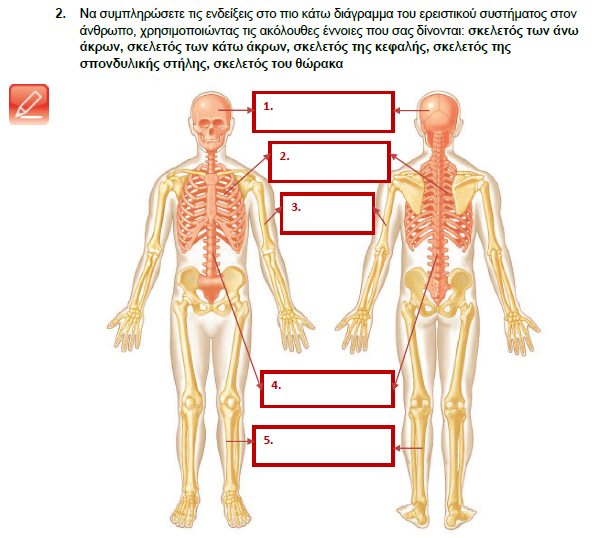 2. Να συμπληρώσετε τις ενδείξεις στο πιο κάτω διάγραμμα του ερειστικού συστήματος στον
άνθρωπο, χρησιμοποιώντας τις ακόλουθες έννοιες που σας δίνονται: σκελετός των άνω
άκρων, σκελετός των κάτω άκρων, σκελετός της κεφαλής, σκελετός της
σπονδυλικής στήλης, σκελετός του θώρακα
1.
2.
3.
4.
5.